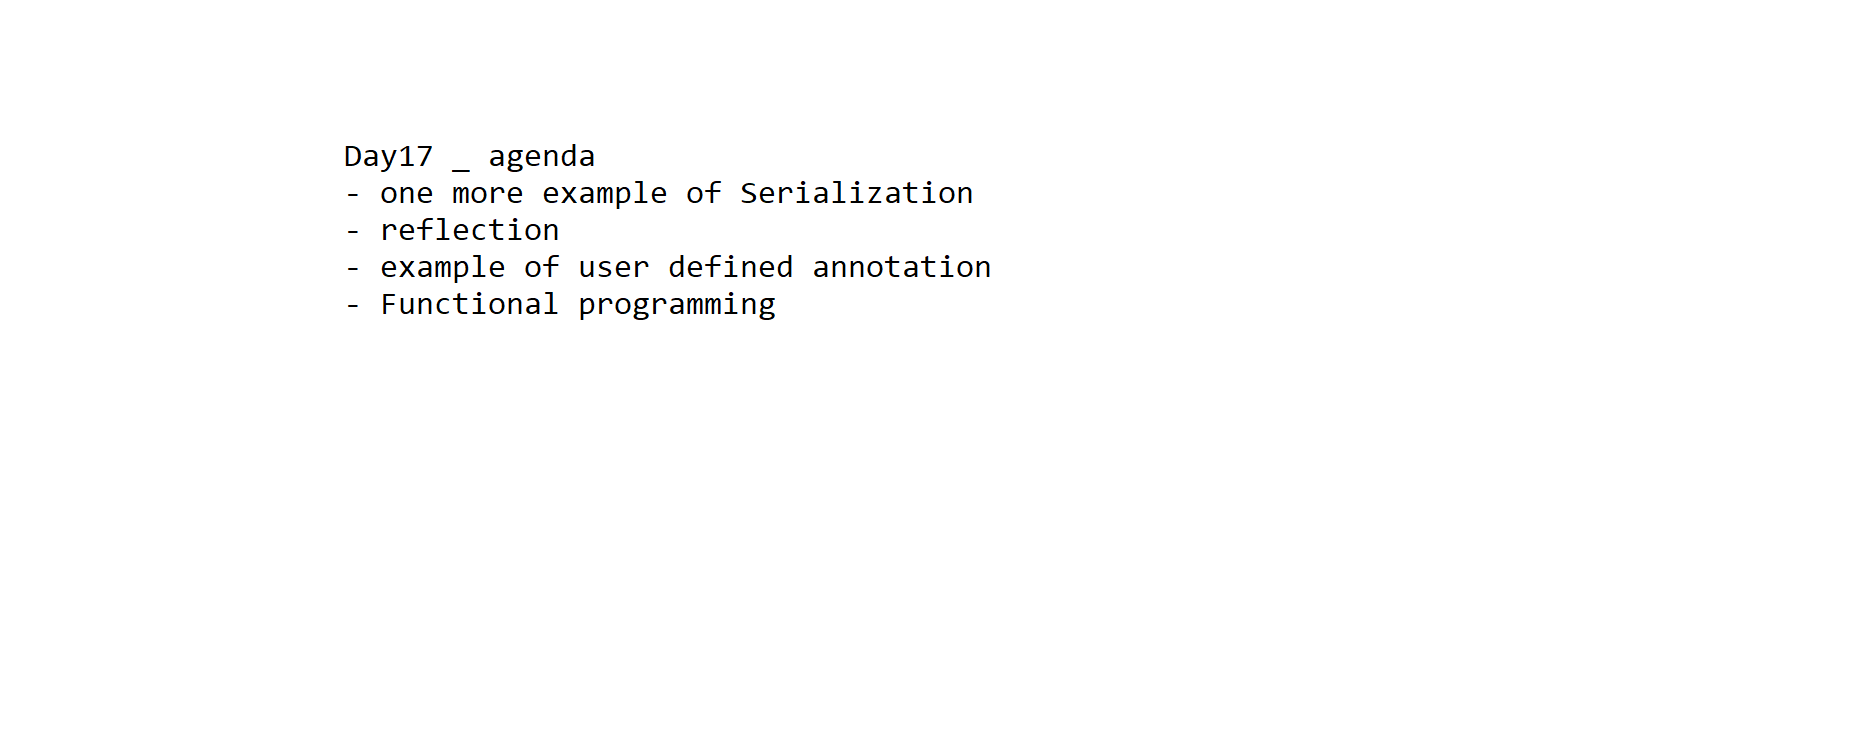 Day17 _ agenda
- one more example of Serialization
- reflection
- example of user defined annotation
- Functional programming